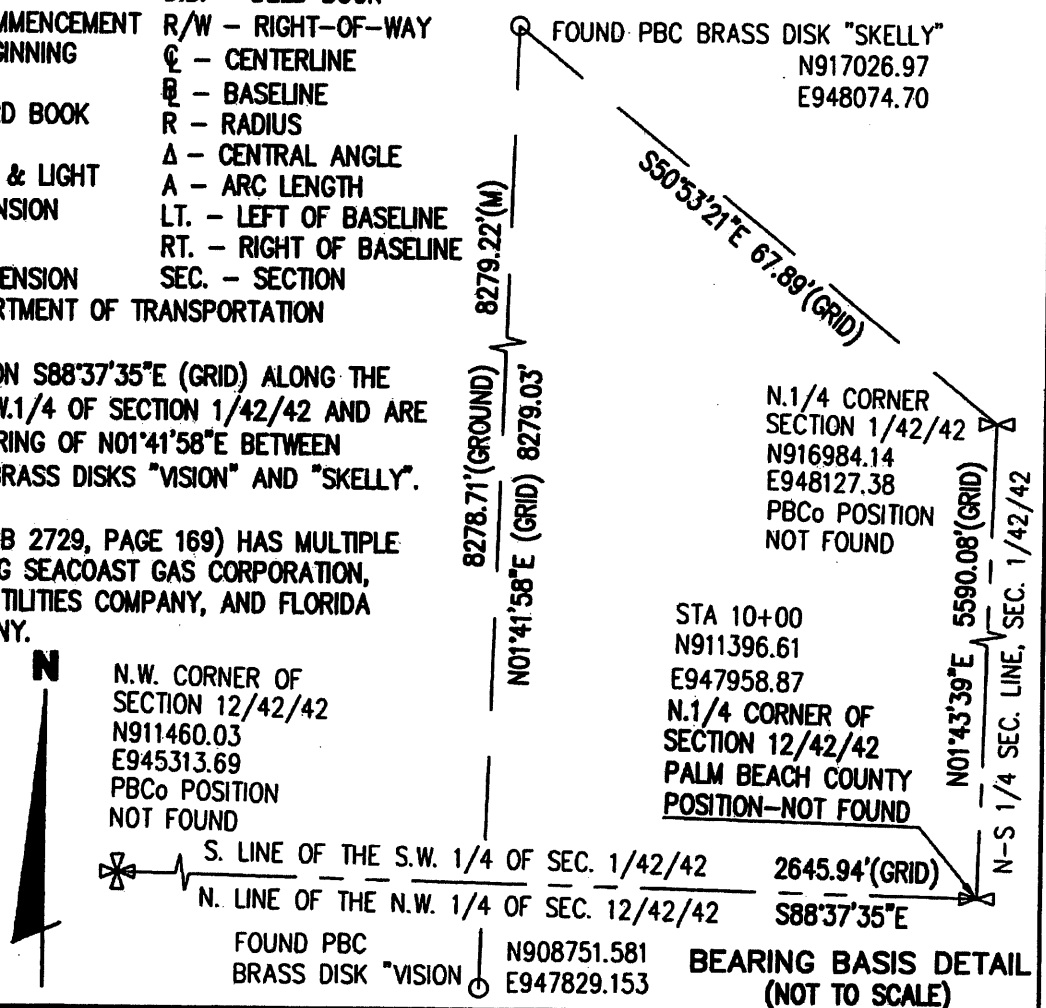 MMENCEMENT R/W – RIGHT–OF–WAY
GINNING ℄ – CENTERLINE
– BASELINE
RD BOOK
R – RADIUS
Δ – CENTRAL ANGLE
& LIGHT
A – ARC LENGTH
NSION
LT. – LEFT OF BASELINE
RT. – RIGHT OF BASELINE
ENSION SEC. – SECTION
RTMENT OF TRANSPORTATION
ON S88°37'35"E (GRID) ALONG THE
W.1/4 OF SECTION 1/42/42 AND ARE
RING OF N01°41'58"E BETWEEN
BRASS DISKS "VISION" AND "SKELLY".
B 2729, PAGE 169) HAS MULTIPLE
G SEACOAST GAS CORPORATION,
TILITIES COMPANY, AND FLORIDA
NY.
FOUND PBC BRASS DISK "SKELLY"
N917026.97
E948074.70
S50°53'21"E 67.89'(GRID)
8279.22'(M)
8278.71'(GROUND)
N01°41'58"E (GRID) 8279.03'
N.1/4 CORNER
SECTION 1/42/42
N916984.14
E948127.38
PBCo POSITION
NOT FOUND
N01°43'39"E 5590.08'(GRID)
N–S 1/4 SEC. LINE, SEC. 1/42/42
STA 10+00
N911396.61
E947958.87
N.1/4 CORNER OF
SECTION 12/42/42
PALM BEACH COUNTY
POSITION–NOT FOUND
N
N.W. CORNER OF
SECTION 12/42/42
N911460.03
E945313.69
PBCo POSITION
NOT FOUND
S. LINE OF THE S.W. 1/4 OF SEC. 1/42/42
2645.94'(GRID)
N. LINE OF THE N.W. 1/4 OF SEC. 12/42/42
S88°37'35"E
FOUND PBC
BRASS DISK "VISION
N908751.581
E947829.153
BEARING BASIS DETAIL
(NOT TO SCALE)